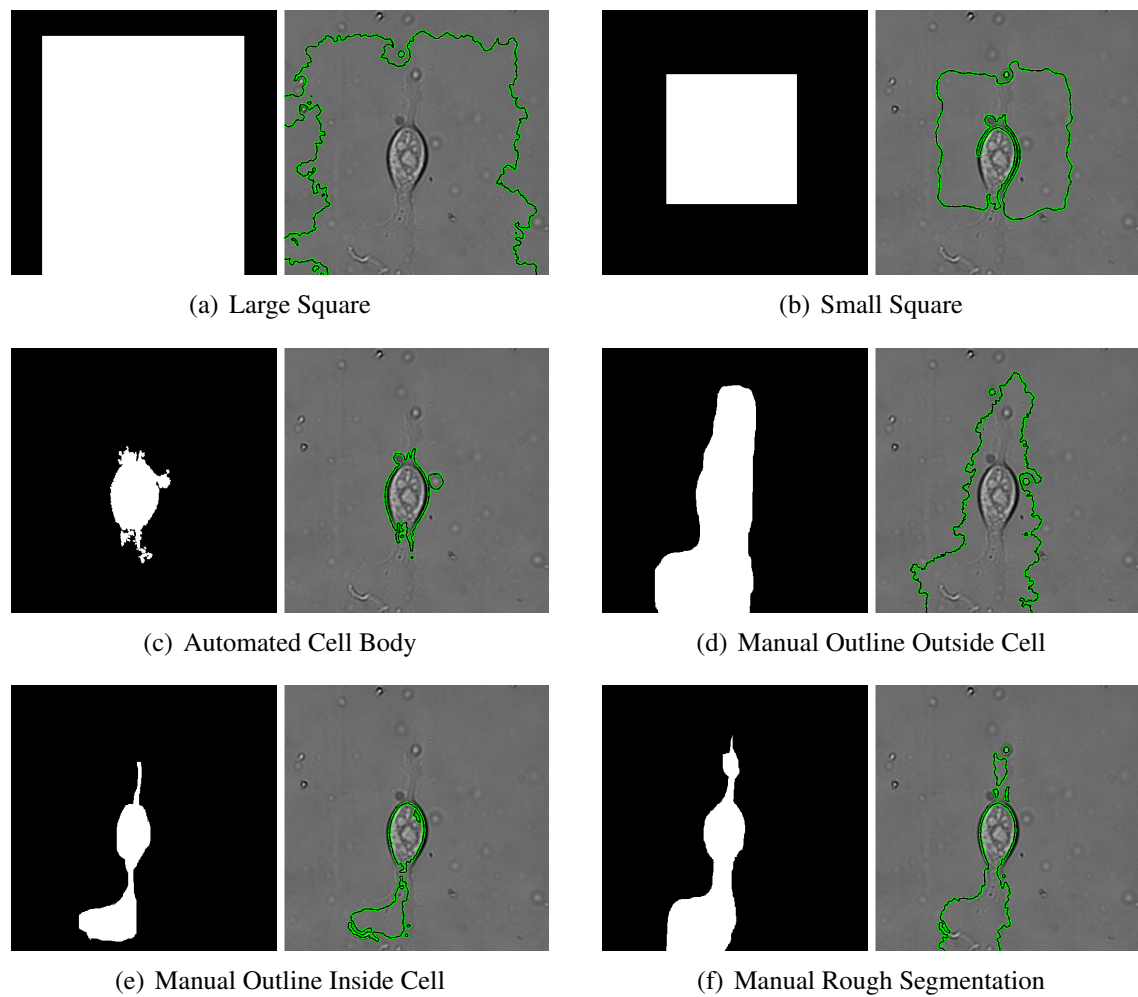 (a) Large Square
(b) Small Square
(c) Automated Cell Body
(d) Manual Outline Outside Cell
(e) Manual Outline Inside Cell
(f) Manual Rough Segmentation